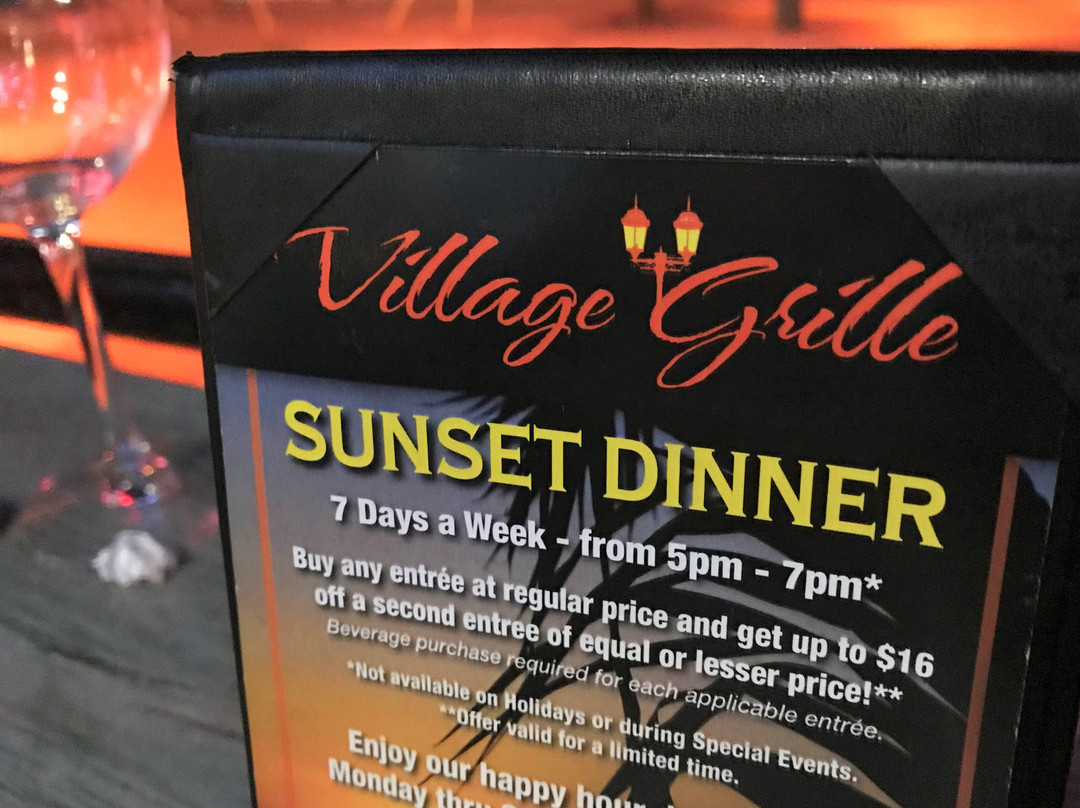 Village Grille
SUNSET DINNER
7 Days a Week - from 5pm - 7pm*
Buy any entrée at regular price and get up to $16
off a second entree of equal or lesser price!**
Beverage purchase required for each applicable entrée.
*Not available on Holidays or during Special Events.
**Offer valid for a limited time.
Enjoy our happy hour
Monday thru